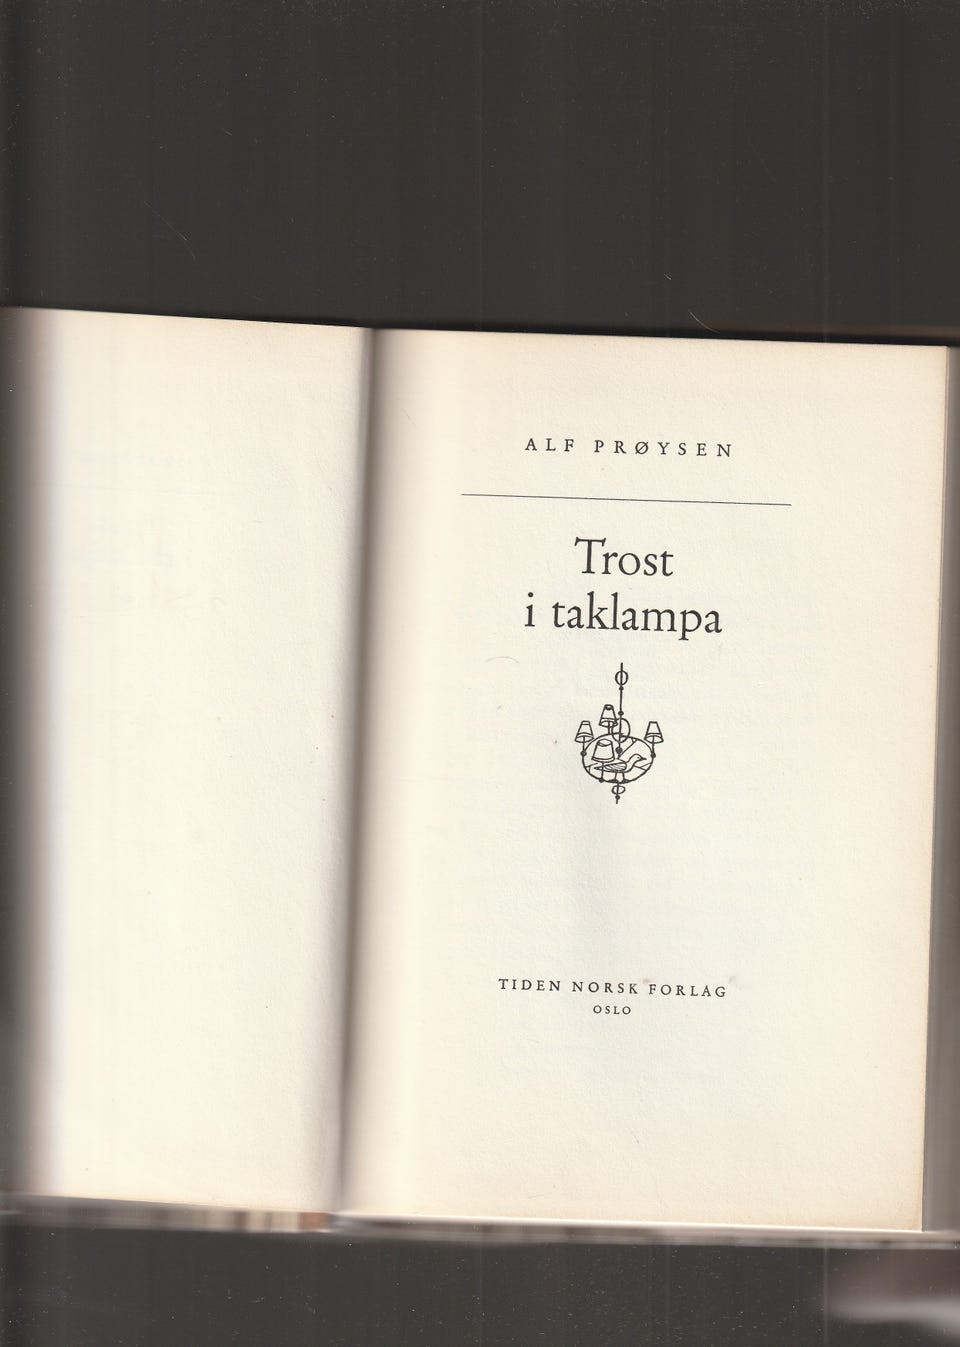 ALF PRØYSEN
Trost
i taklampa
TIDEN NORSK FORLAG
OSLO